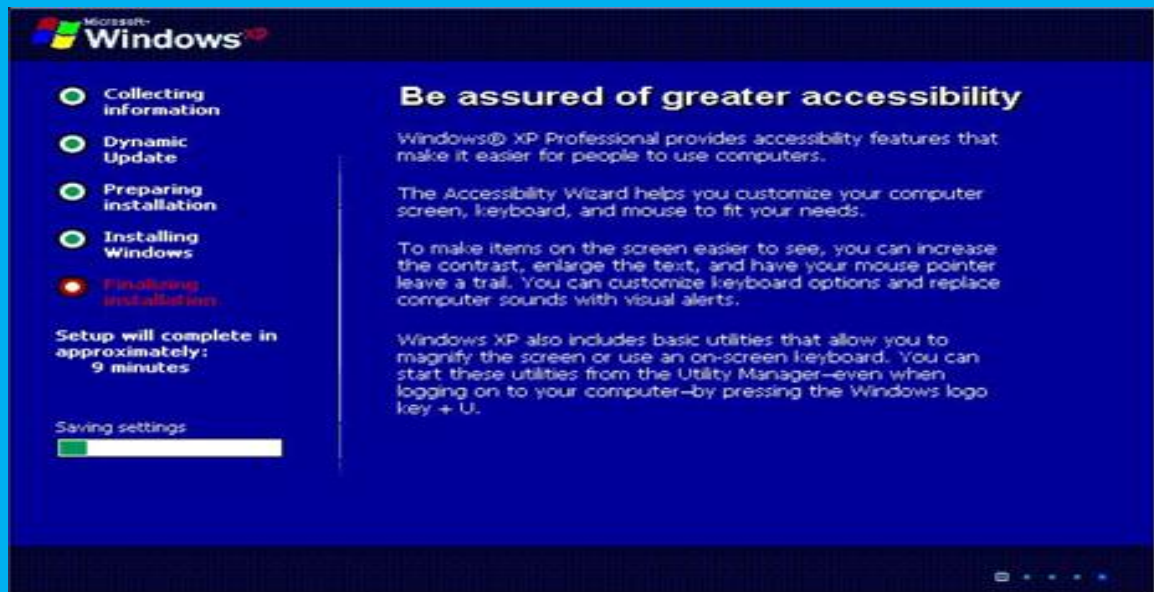 Microsoft
Windows xp
Collecting
information
Dynamic
Update
Preparing
installation
Installing
Windows
Finalizing
installation
Setup will complete in
approximately:
9 minutes
Saving settings
Be assured of greater accessibility
Windows® XP Professional provides accessibility features that
make it easier for people to use computers.
The Accessibility Wizard helps you customize your computer
screen, keyboard, and mouse to fit your needs.
To make items on the screen easier to see, you can increase
the contrast, enlarge the text, and have your mouse pointer
leave a trail. You can customize keyboard options and replace
computer sounds with visual alerts.
Windows XP also includes basic utilities that allow you to
magnify the screen or use an on-screen keyboard. You can
start these utilities from the Utility Manager—even when
logging on to your computer—by pressing the Windows logo
key + U.